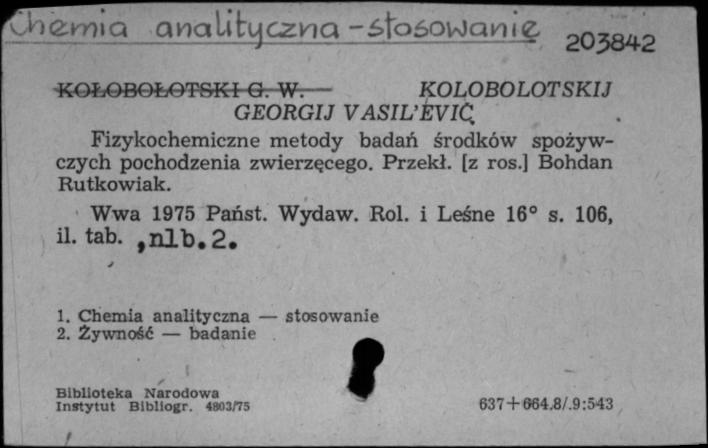 Chemia analityczna - stosowanie
203842
KOŁOBOŁOTSKI G. W. KOLOBOLOTSKIJ
GEORGIJ VASIL'EVIČ
Fizykochemiczne metody badań środków spożyw-
czych pochodzenia zwierzęcego. Przekł. [z ros.] Bohdan
Rutkowiak.
Wwa 1975 Państ. Wydaw. Rol. i Leśne 16° s. 106,
il. tab. ,nlb.2.
1. Chemia analityczna — stosowanie
2. Żywność — badanie
Biblioteka Narodowa
Instytut Bibliogr. 4803/75
637+664.8/.9:543